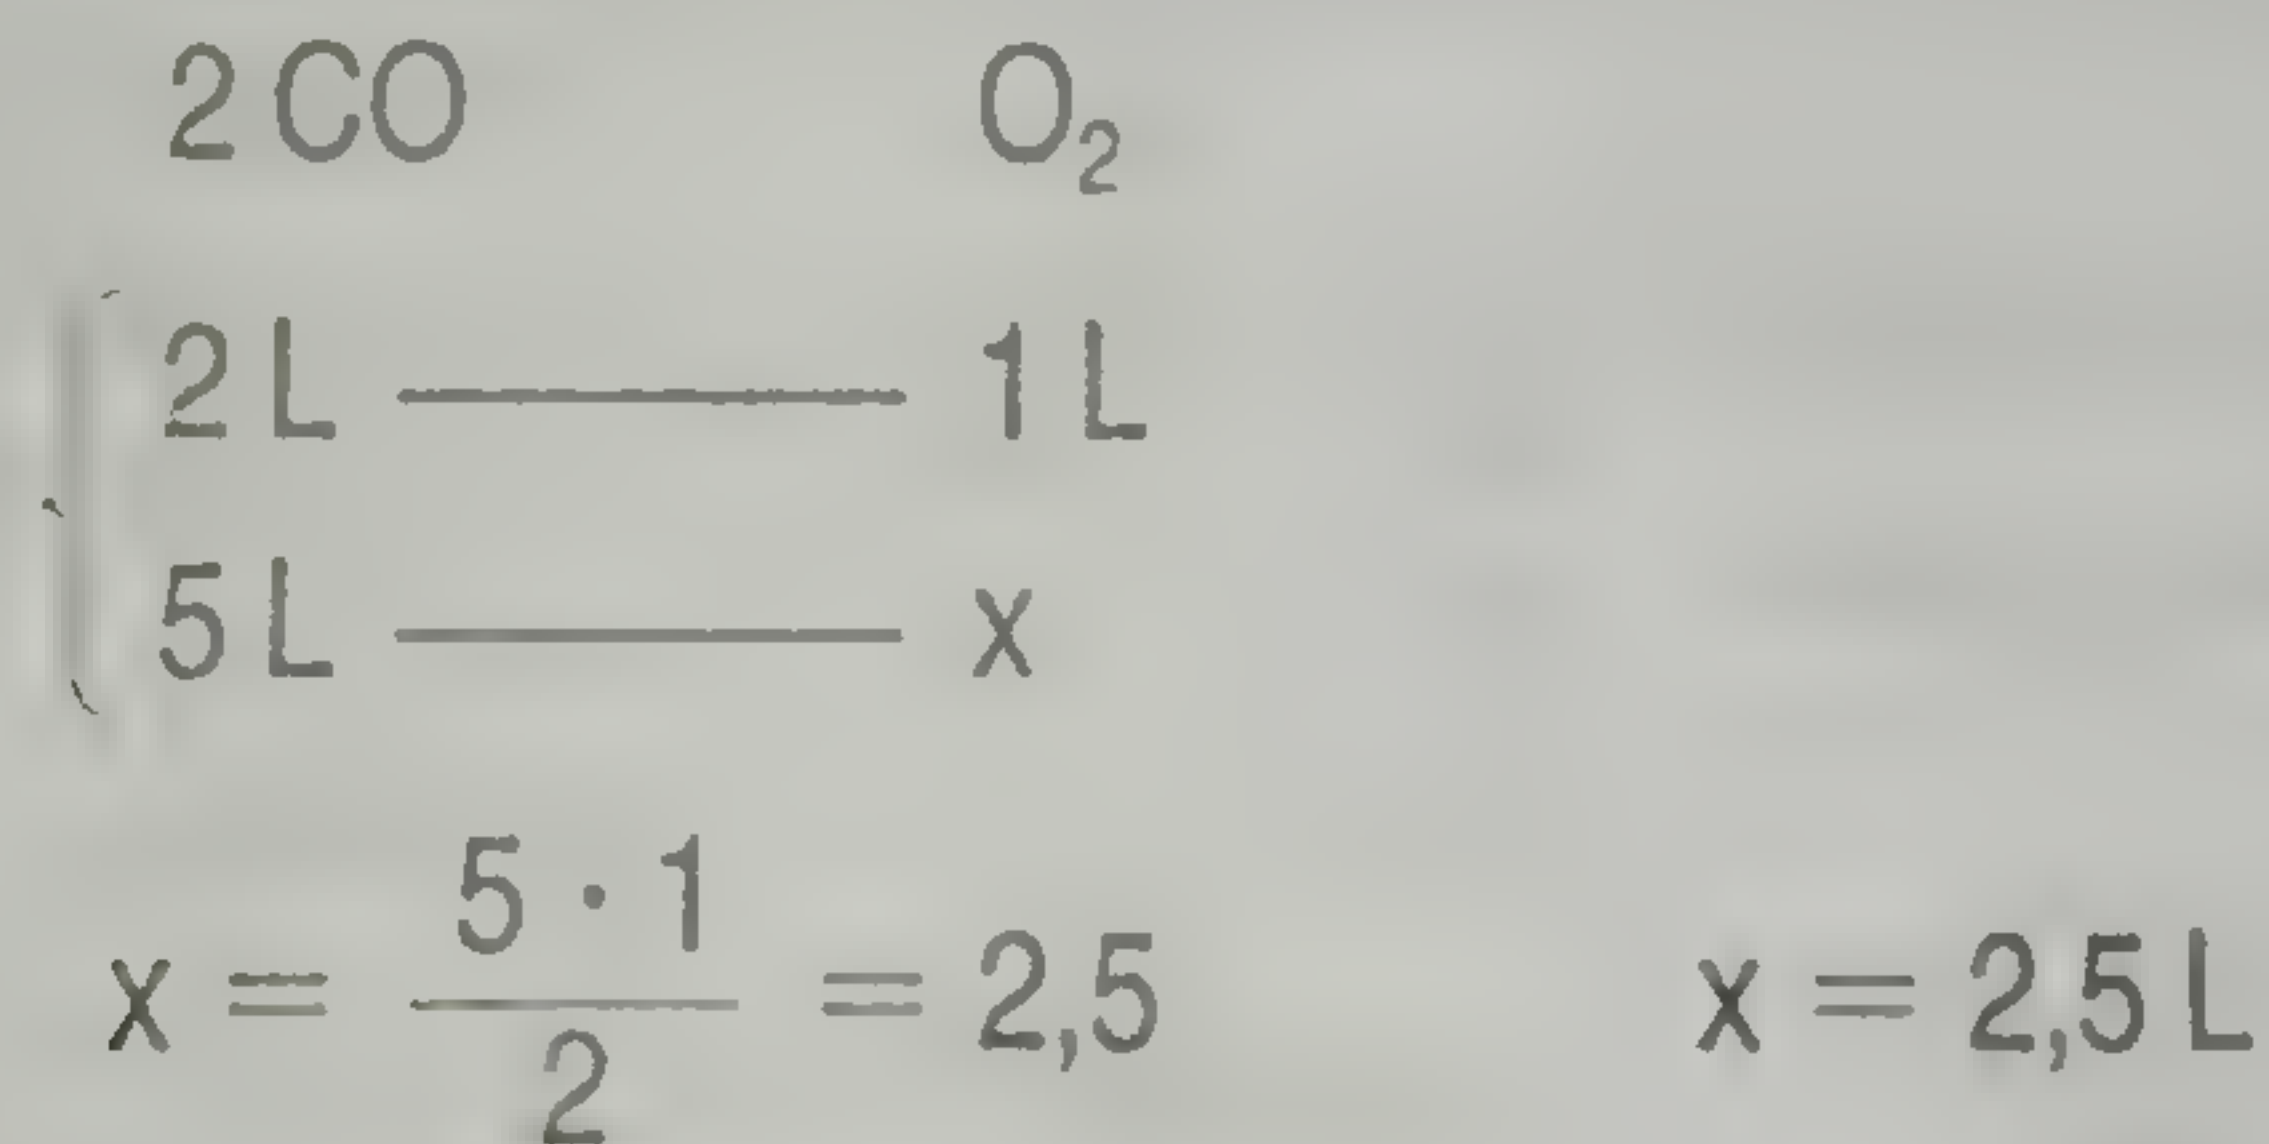 2 CO O₂
2 L ——— 1 L
5 L ——— x
x = 5 · 1 / 2 = 2,5 x = 2,5 L